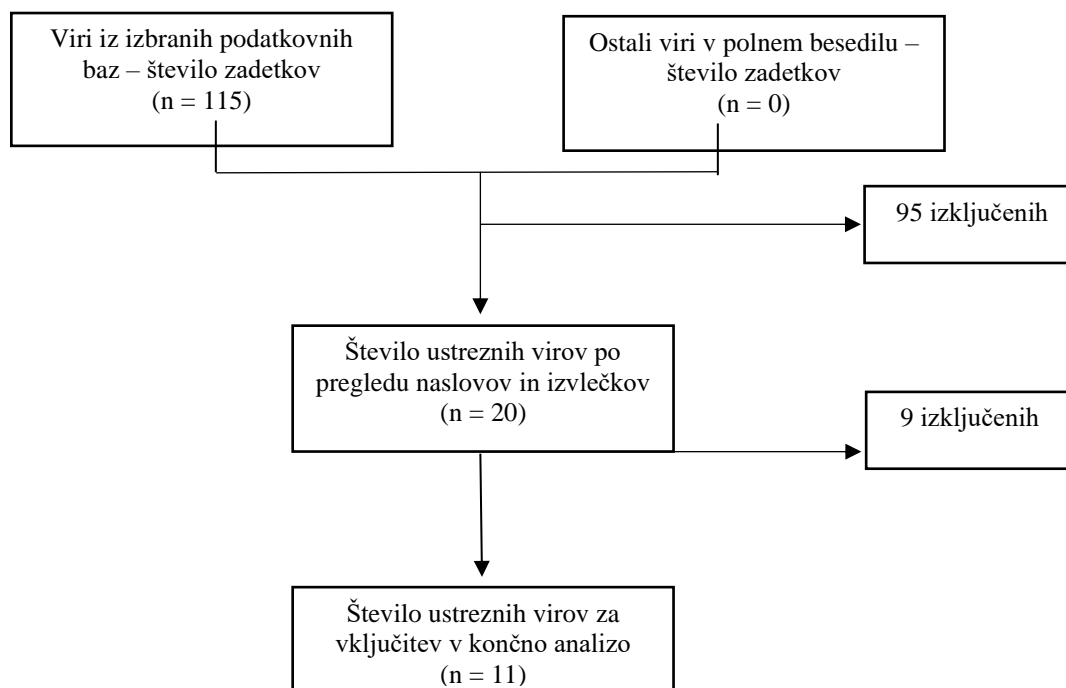 Viri iz izbranih podatkovnih
baz – število zadetkov
(n = 115)
Ostali viri v polnem besedilu –
število zadetkov
(n = 0)
95 izključenih
Število ustreznih virov po
pregledu naslovov in izvlečkov
(n = 20)
9 izključenih
Število ustreznih virov za
vključitev v končno analizo
(n = 11)